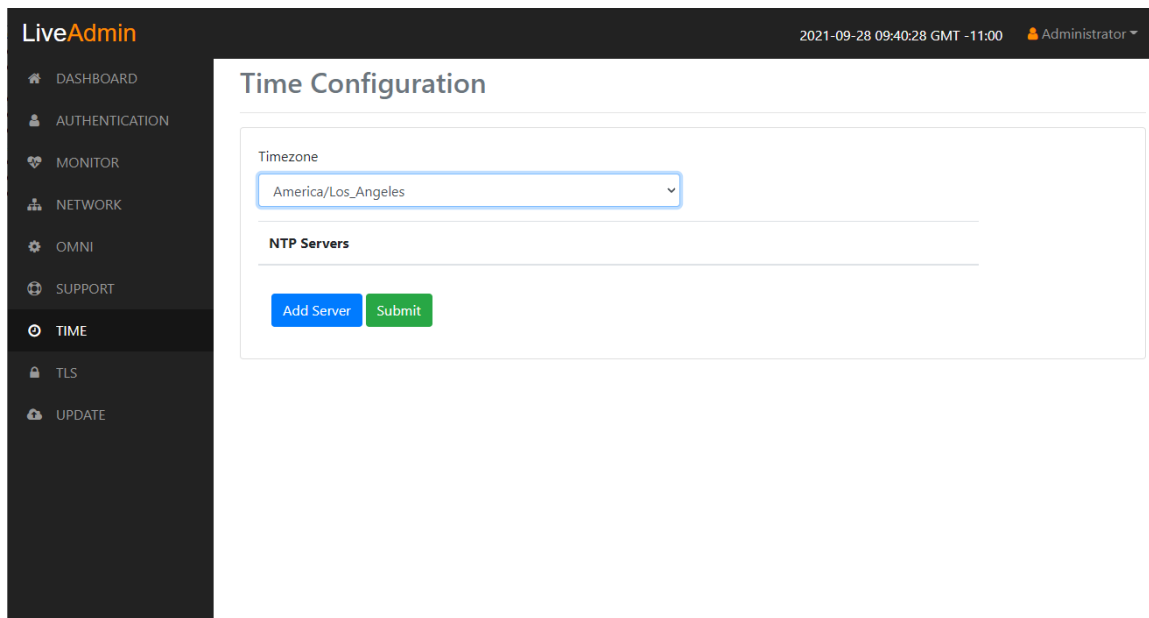 LiveAdmin
2021-09-28 09:40:28 GMT -11:00 Administrator
DASHBOARD
AUTHENTICATION
MONITOR
NETWORK
OMNI
SUPPORT
TIME
TLS
UPDATE
Time Configuration
Timezone
America/Los_Angeles
NTP Servers
Add Server Submit